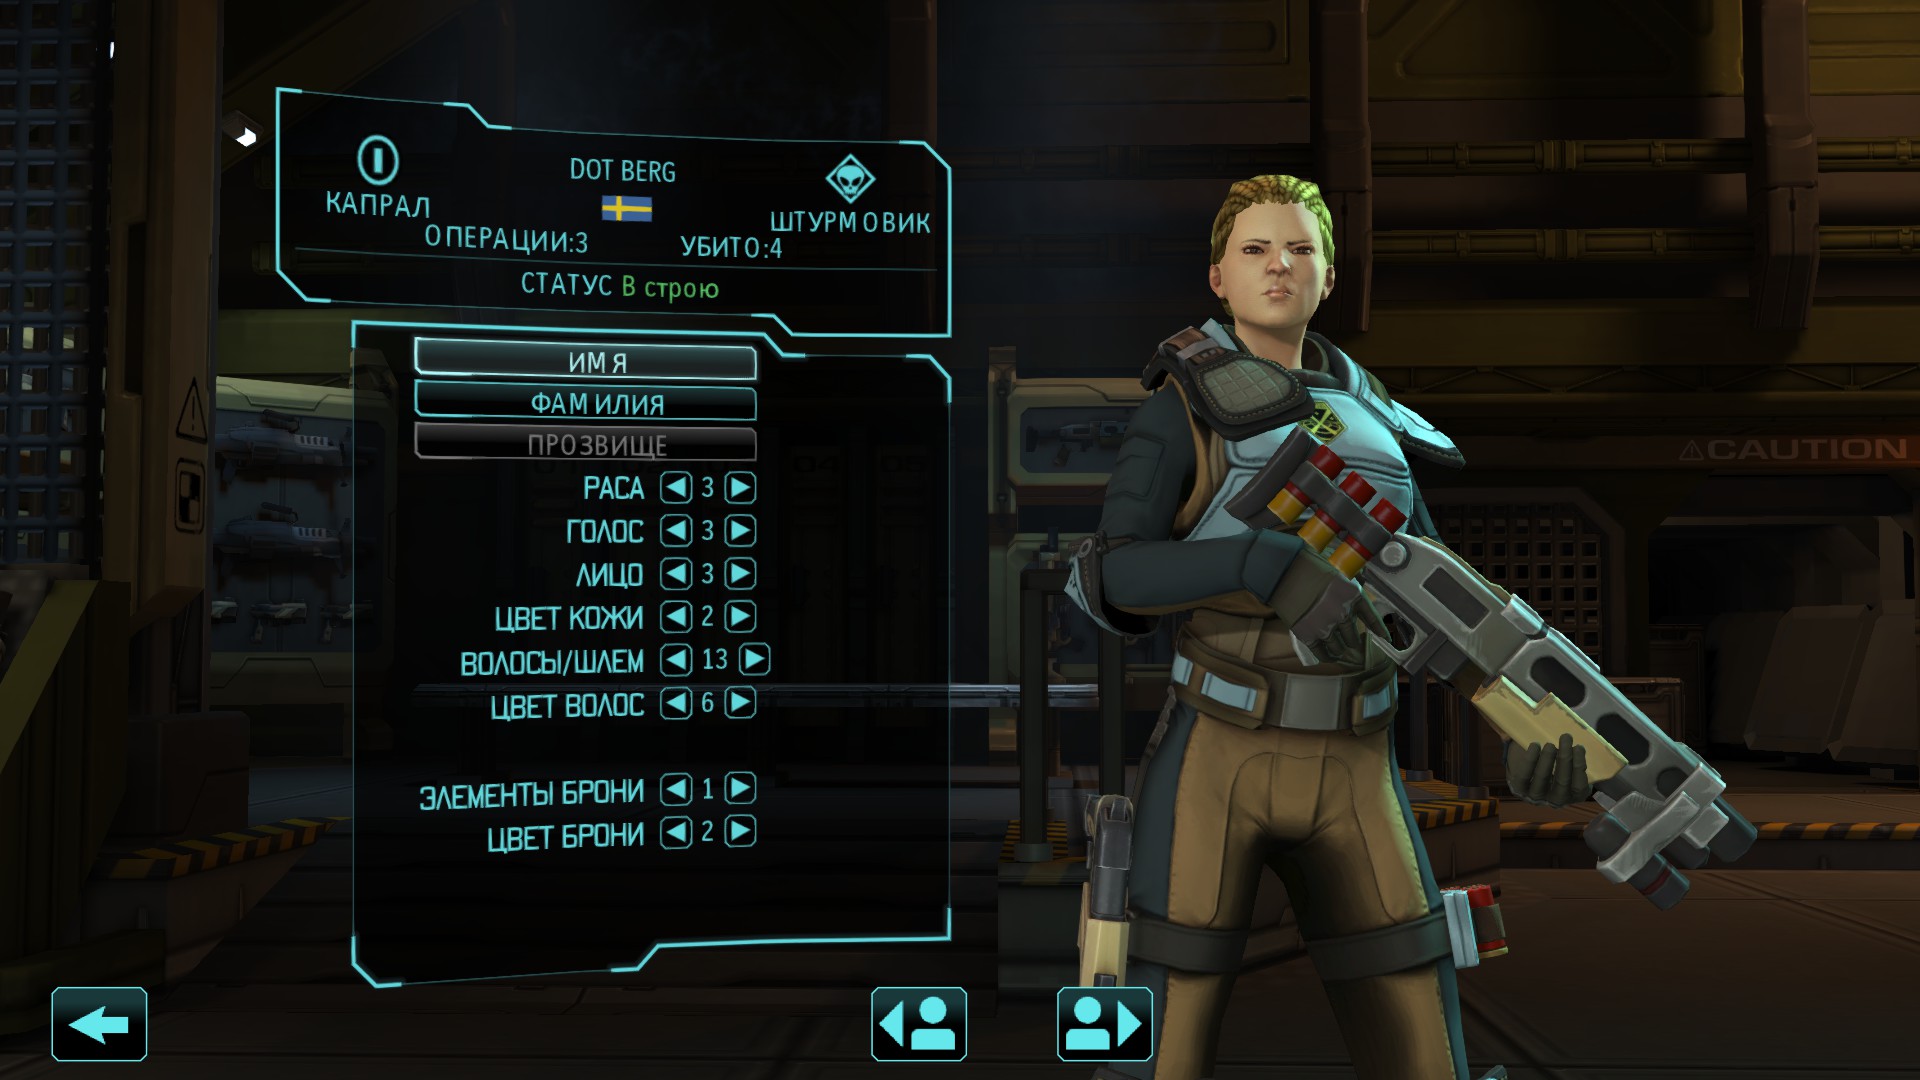 DOT BERG
КАПРАЛ
ШТУРМОВИК
ОПЕРАЦИИ:3 УБИТО:4
СТАТУС В строю
ИМЯ
ФАМИЛИЯ
ПРОЗВИЩЕ
РАСА 3
ГОЛОС 3
ЛИЦО 3
ЦВЕТ КОЖИ 2
ВОЛОСЫ/ШЛЕМ 13
ЦВЕТ ВОЛОС 6
ЭЛЕМЕНТЫ БРОНИ 1
ЦВЕТ БРОНИ 2
CAUTION